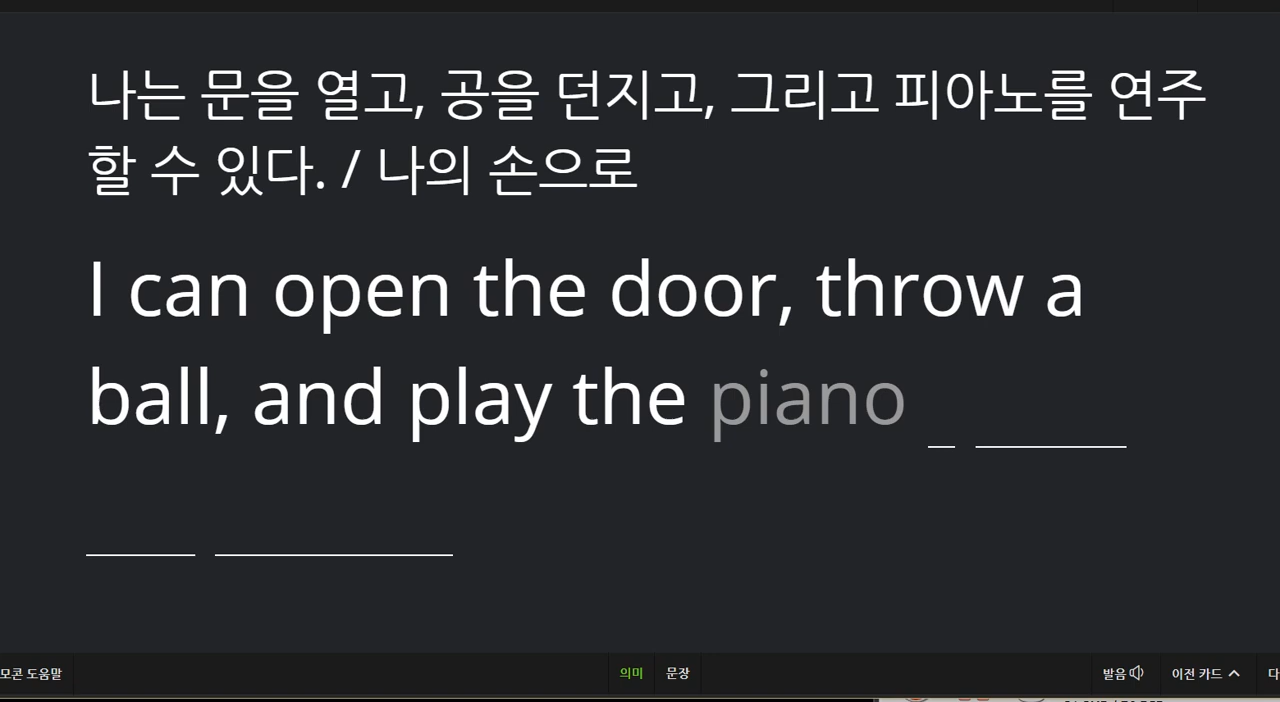 나는 문을 열고, 공을 던지고, 그리고 피아노를 연주
할 수 있다. / 나의 손으로
I can open the door, throw a
ball, and play the piano
모콘 도움말
의미
문장
발음
이전 카드
다